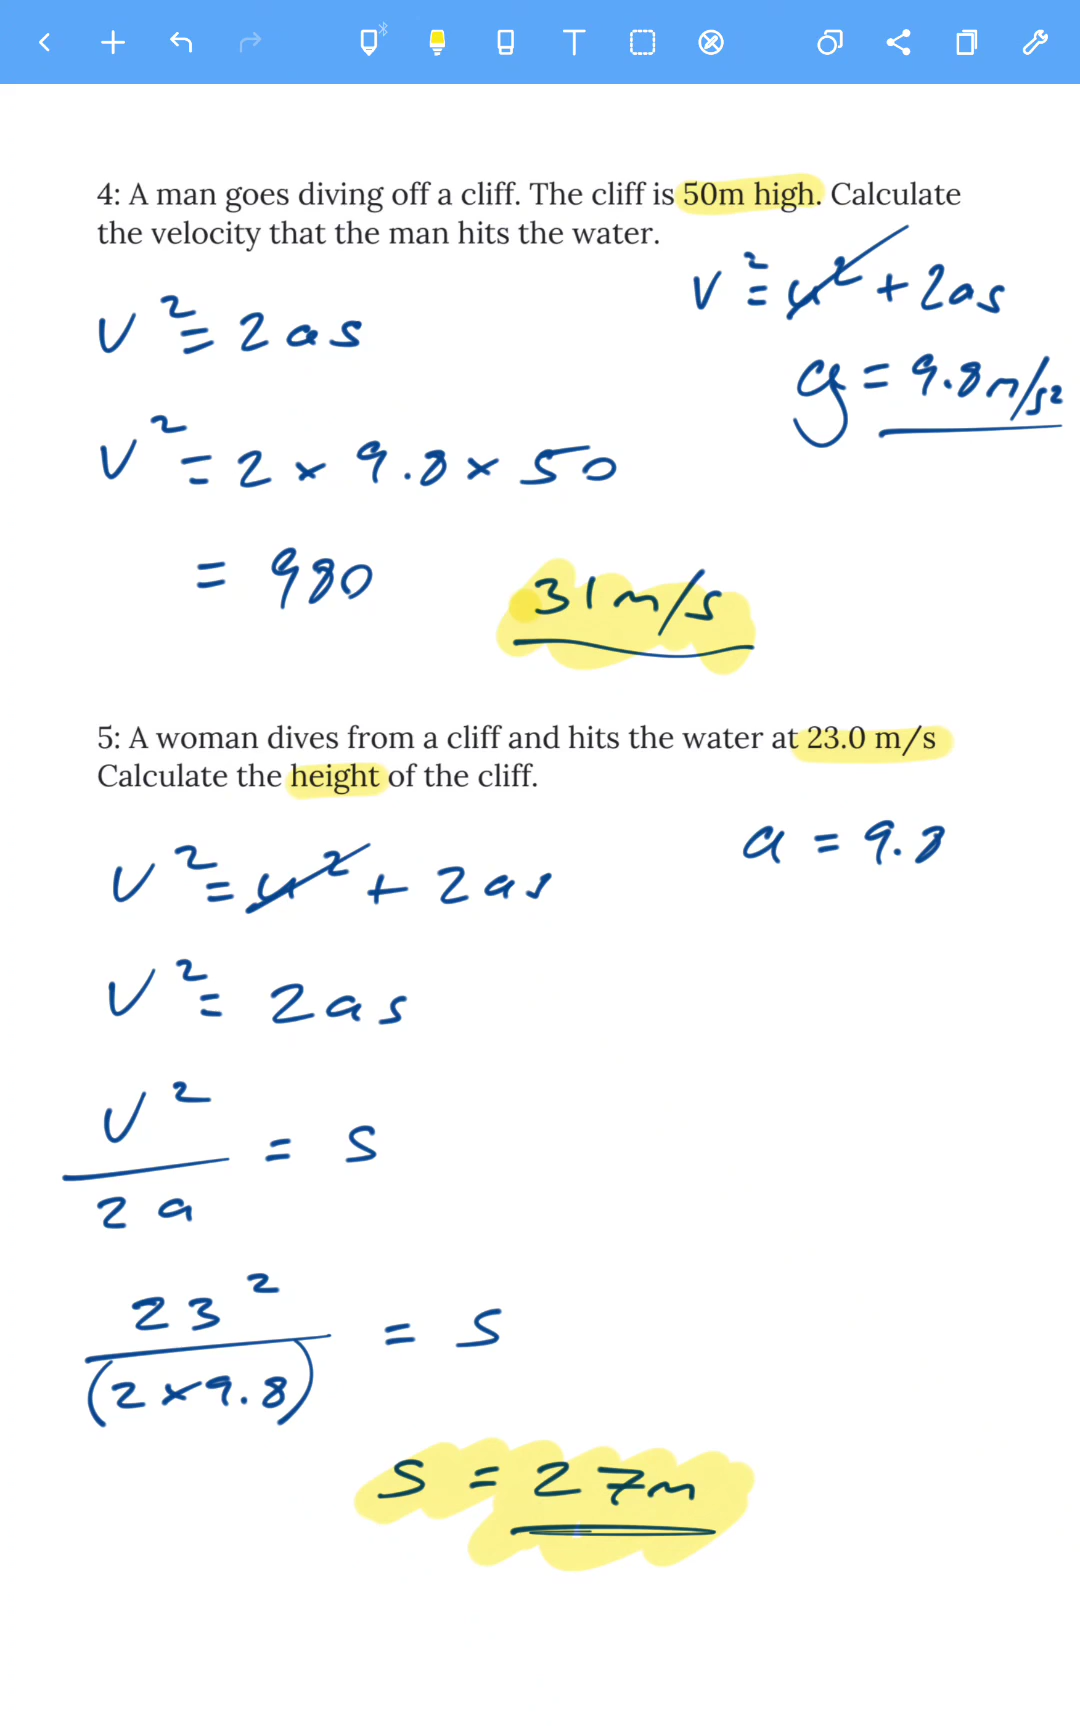 4: A man goes diving off a cliff. The cliff is 50m high. Calculate
the velocity that the man hits the water.
v² = u² + 2as
v² = 2as
g = 9.8m/s²
v² = 2 × 9.8 × 50
= 980
31m/s
5: A woman dives from a cliff and hits the water at 23.0 m/s
Calculate the height of the cliff.
a = 9.8
v² = u² + 2as
v² = 2as
v²
= s
2a
23²
= s
(2×9.8)
s = 27m